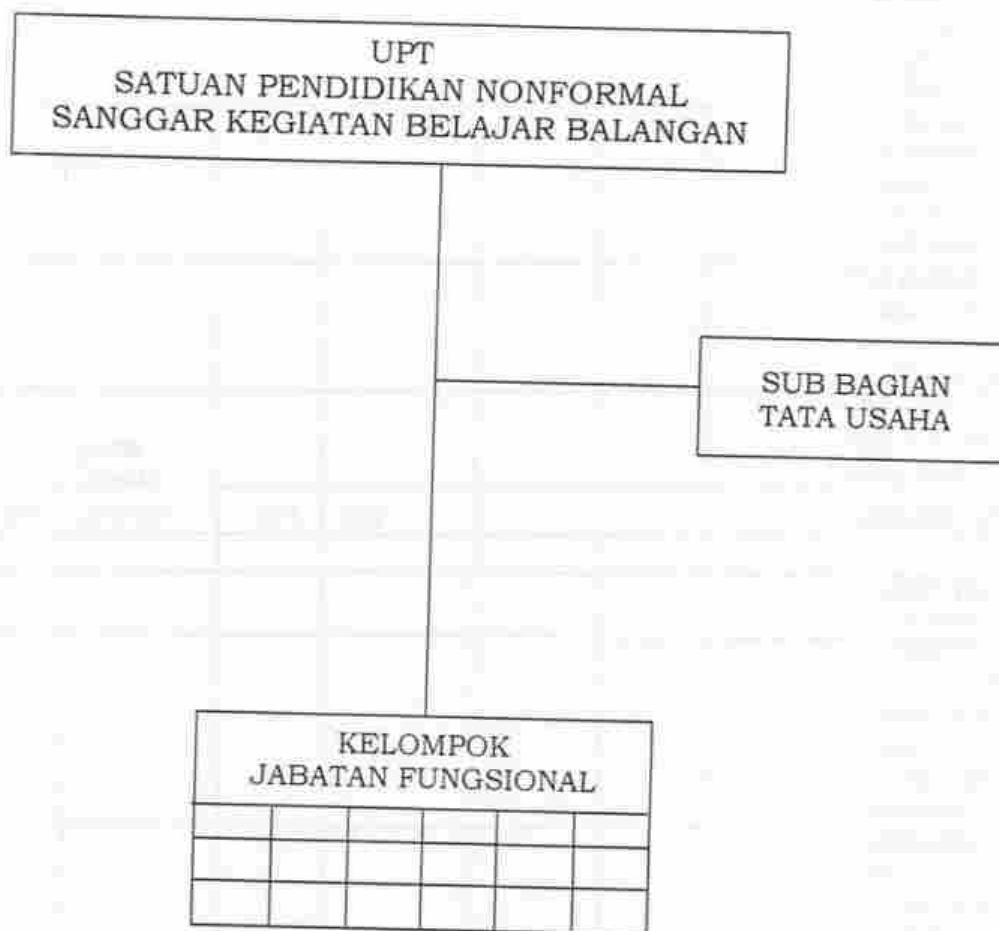 UPT
SATUAN PENDIDIKAN NONFORMAL
SANGGAR KEGIATAN BELAJAR BALANGAN
SUB BAGIAN
TATA USAHA
KELOMPOK
JABATAN FUNGSIONAL